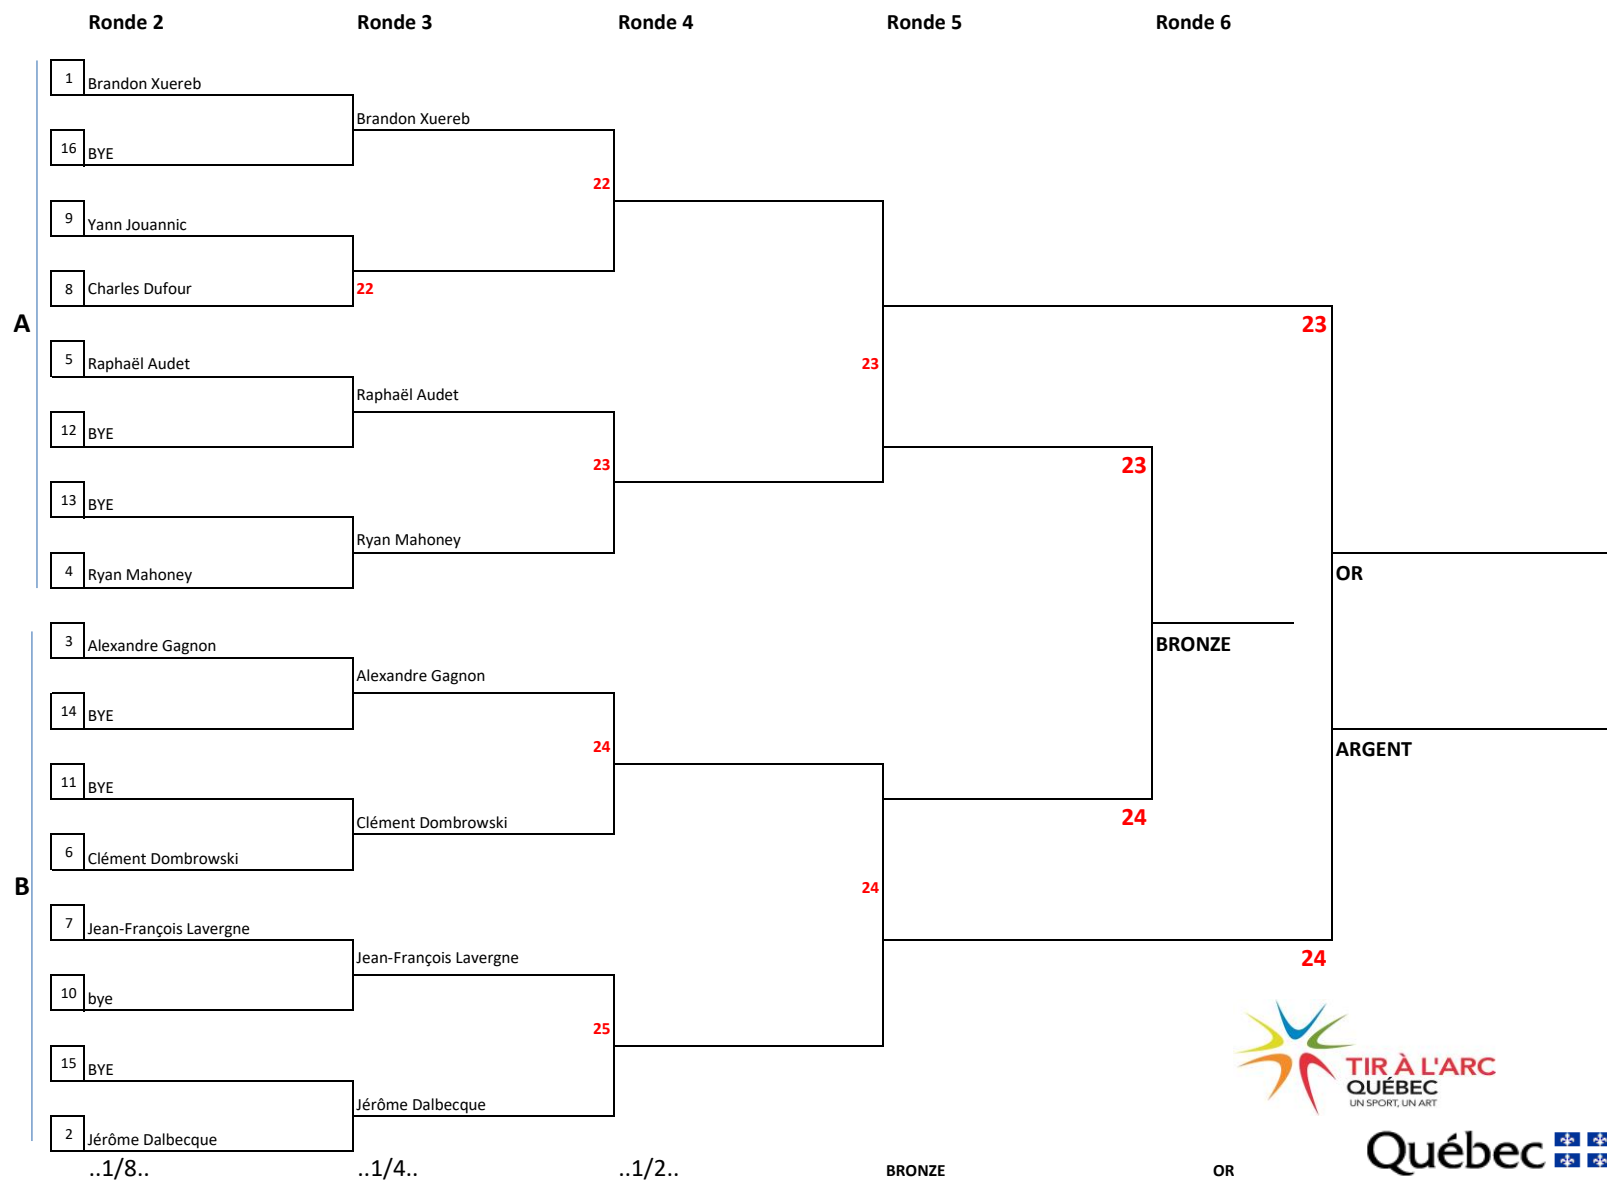 Ronde 2 Ronde 3 Ronde 4 Ronde 5 Ronde 6
1 Brandon Xuereb
Brandon Xuereb
16 BYE
22
9 Yann Jouannic
8 Charles Dufour 22
A 23
5 Raphaël Audet 23
Raphaël Audet
12 BYE
23 23
13 BYE
Ryan Mahoney
4 Ryan Mahoney OR
3 Alexandre Gagnon BRONZE
Alexandre Gagnon
14 BYE
24 ARGENT
11 BYE
Clément Dombrowski 24
6 Clément Dombrowski
B 24
7 Jean-François Lavergne
Jean-François Lavergne 24
10 bye
25
15 BYE
TIR À L'ARC
QUÉBEC
UN SPORT, UN ART
Jérôme Dalbecque
2 Jérôme Dalbecque
Québec
..1/8.. ..1/4.. ..1/2.. BRONZE OR